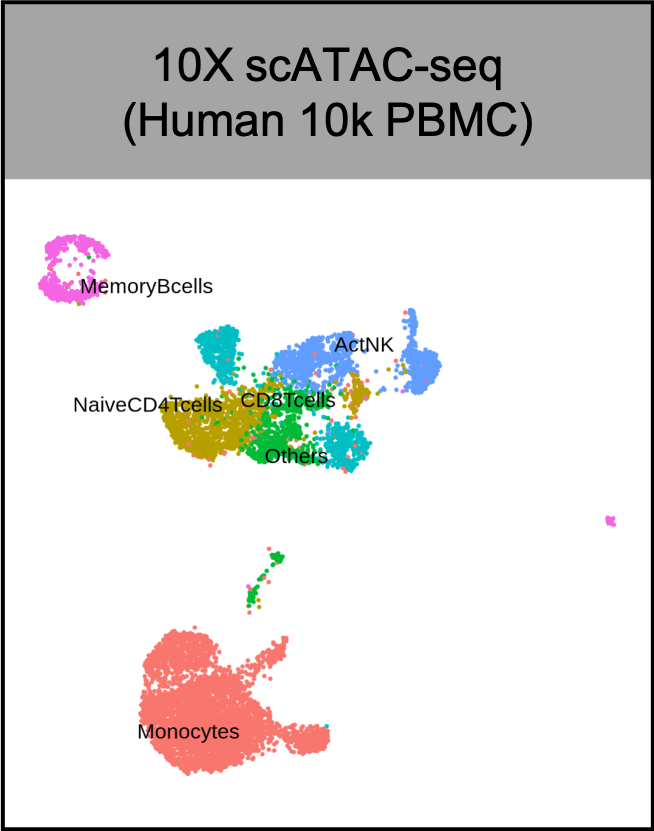 10X scATAC-seq
(Human 10k PBMC)
MemoryBcells
ActNK
NaiveCD4Tcells
CD8Tcells
Others
Monocytes